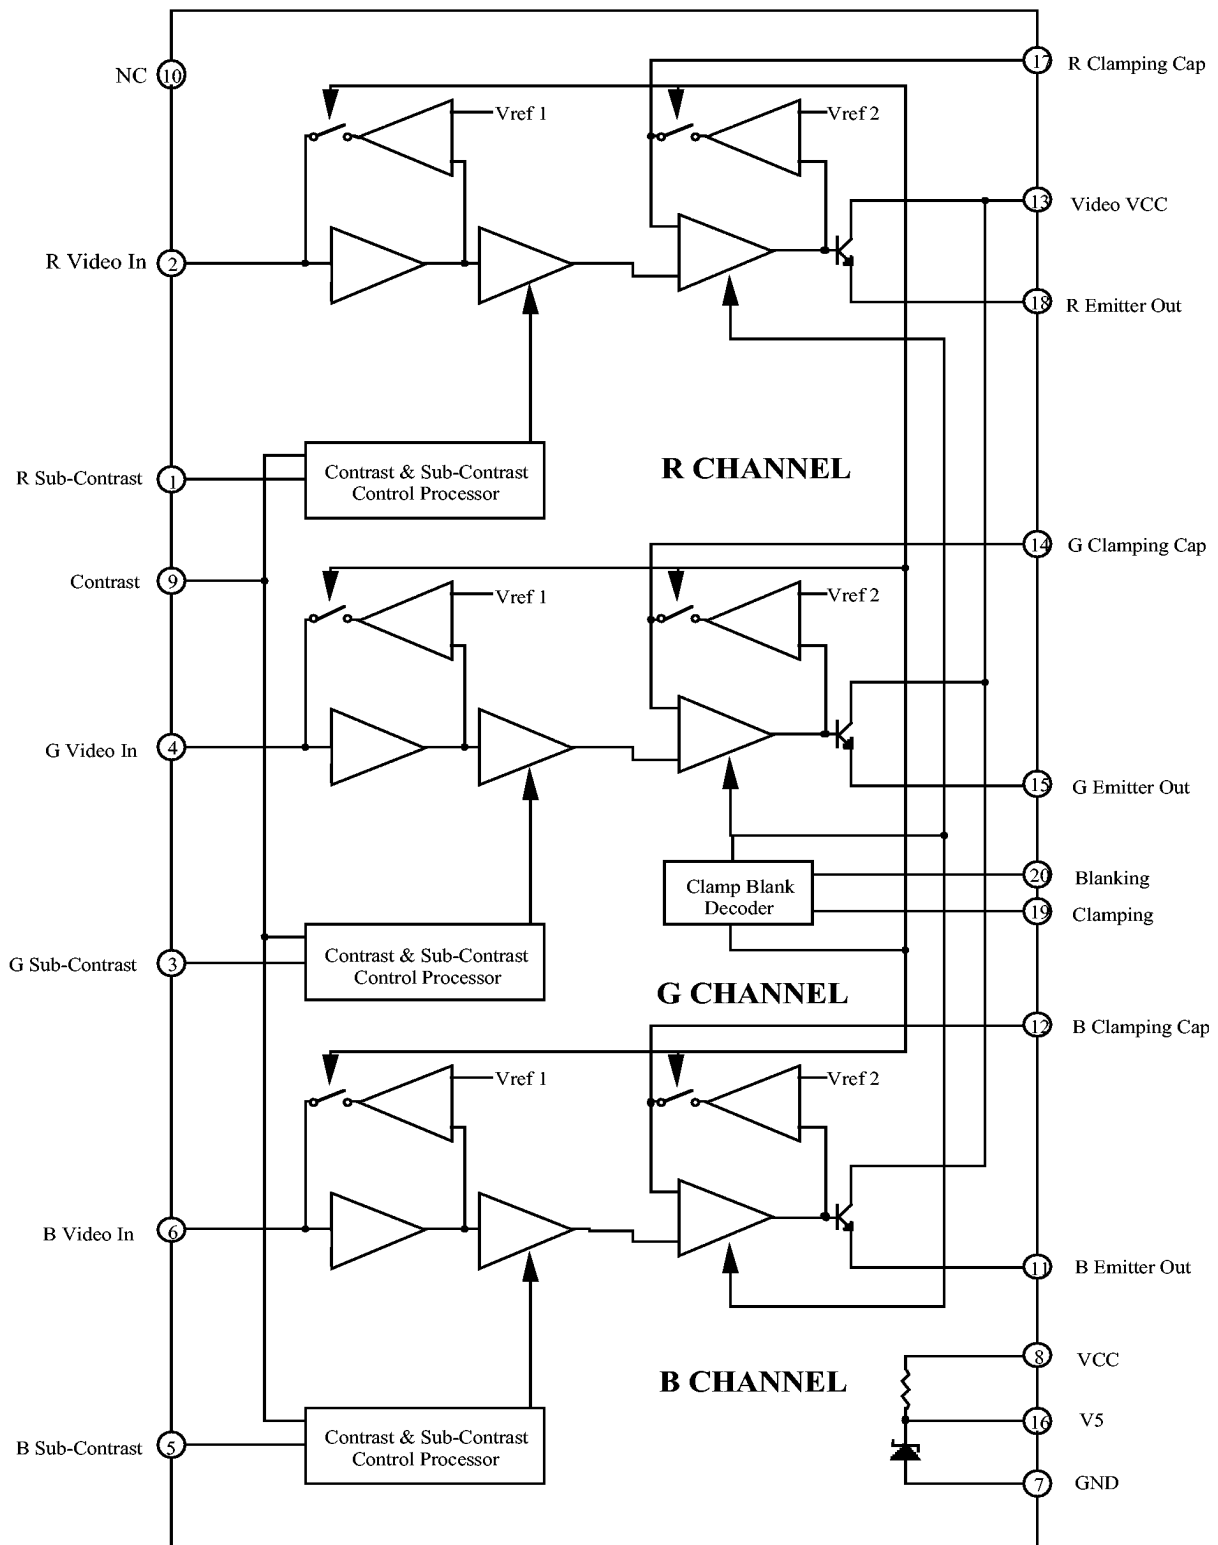 NC 10
17 R Clamping Cap
Vref 1
Vref 2
13 Video VCC
R Video In 2
18 R Emitter Out
R CHANNEL
R Sub-Contrast 1
Contrast & Sub-Contrast
Control Processor
14 G Clamping Cap
Contrast 9
Vref 1
Vref 2
G Video In 4
15 G Emitter Out
20 Blanking
Clamp Blank
Decoder
19 Clamping
G Sub-Contrast 3
Contrast & Sub-Contrast
Control Processor
G CHANNEL
12 B Clamping Cap
Vref 1
Vref 2
B Video In 6
11 B Emitter Out
8 VCC
B CHANNEL
16 V5
B Sub-Contrast 5
Contrast & Sub-Contrast
Control Processor
7 GND